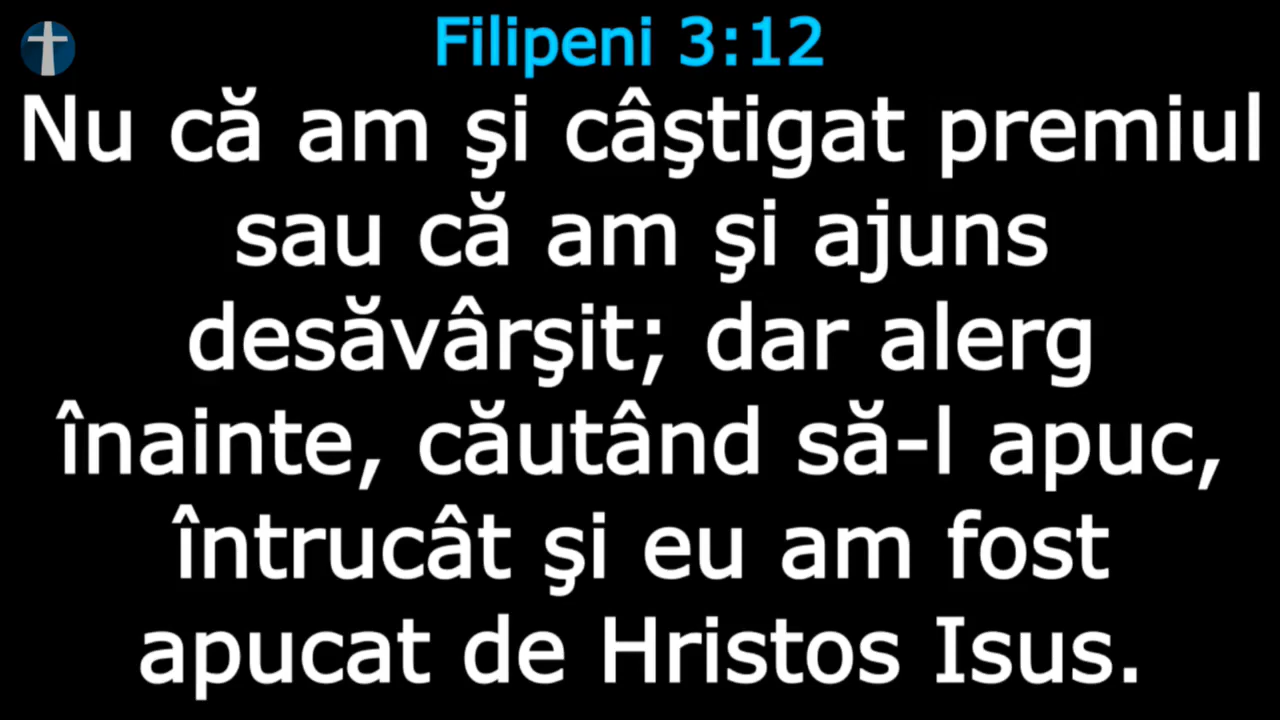 Filipeni 3:12
Nu că am şi câştigat premiul
sau că am şi ajuns
desăvârşit; dar alerg
înainte, căutând să-l apuc,
întrucât şi eu am fost
apucat de Hristos Isus.